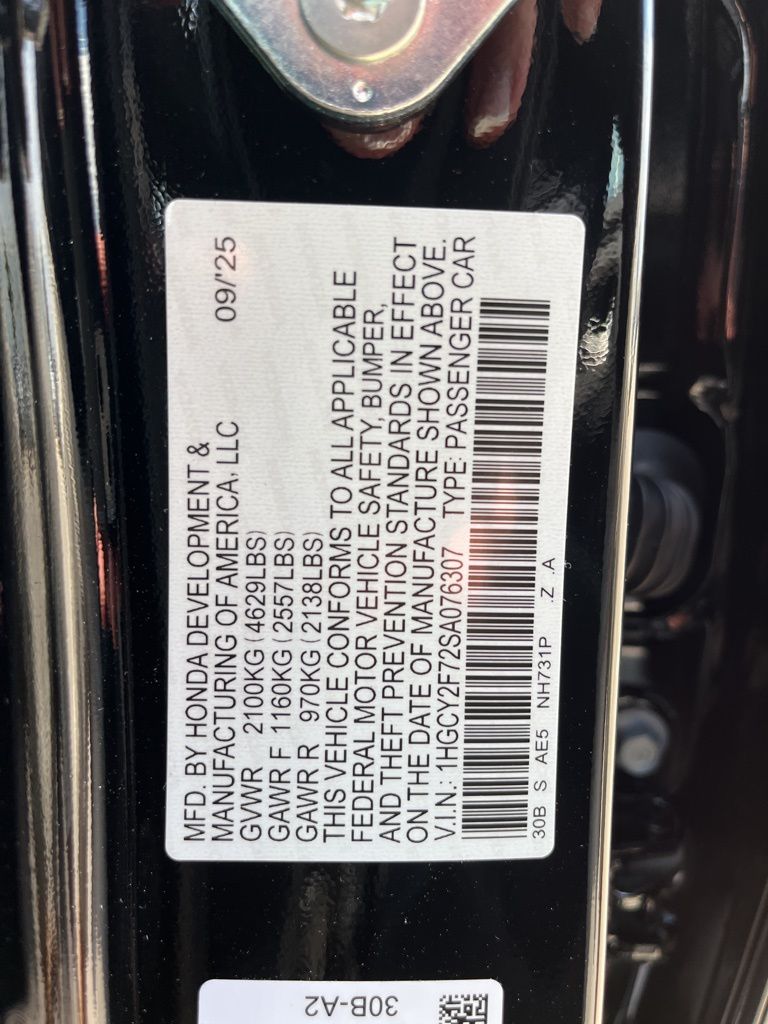 MFD. BY HONDA DEVELOPMENT &
MANUFACTURING OF AMERICA, LLC 09/'25
GVWR 2100KG (4629LBS)
GAWR F 1160KG (2557LBS)
GAWR R 970KG (2138LBS)
THIS VEHICLE CONFORMS TO ALL APPLICABLE
FEDERAL MOTOR VEHICLE SAFETY, BUMPER,
AND THEFT PREVENTION STANDARDS IN EFFECT
ON THE DATE OF MANUFACTURE SHOWN ABOVE.
V.I.N.: 1HGCY2F72SA076307 TYPE: PASSENGER CAR
30B S AE5 NH731P .Z .A
30B-A2